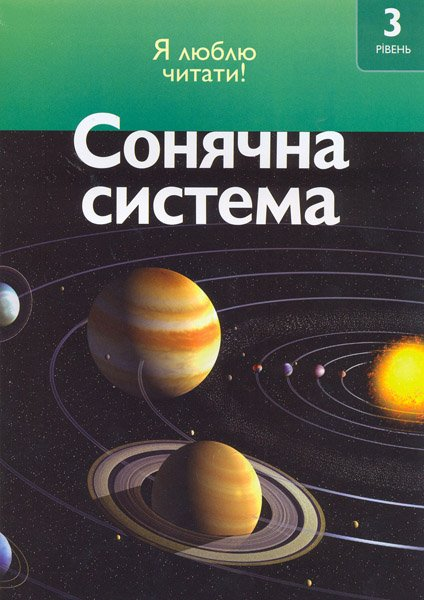 3
РІВЕНЬ
Я люблю
читати!
Сонячна
система